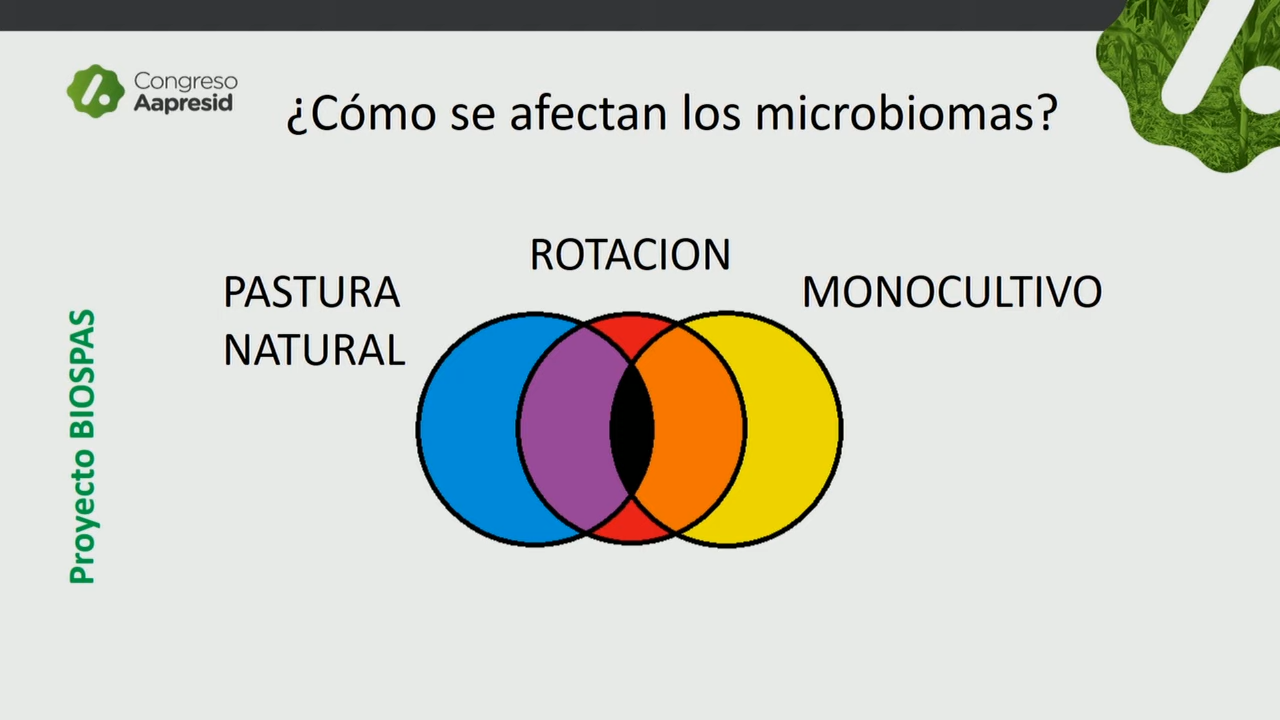 Congreso
Aapresid
¿Cómo se afectan los microbiomas?
ROTACION
PASTURA
NATURAL
MONOCULTIVO
Proyecto BIOSPAS